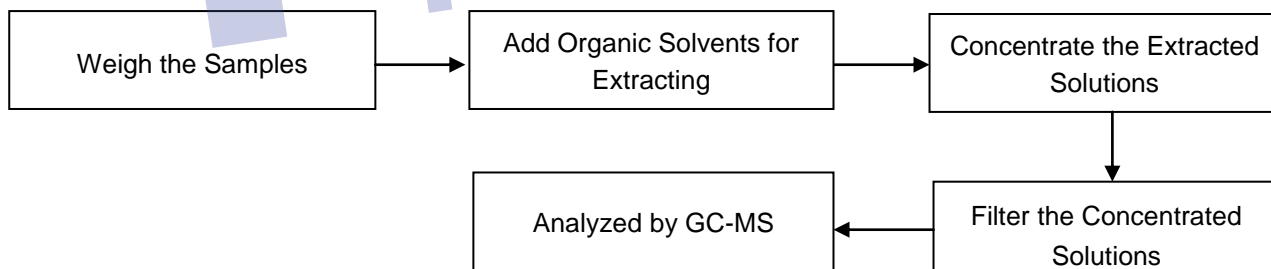 Weigh the Samples
Add Organic Solvents for
Extracting
Concentrate the Extracted
Solutions
Filter the Concentrated
Solutions
Analyzed by GC-MS